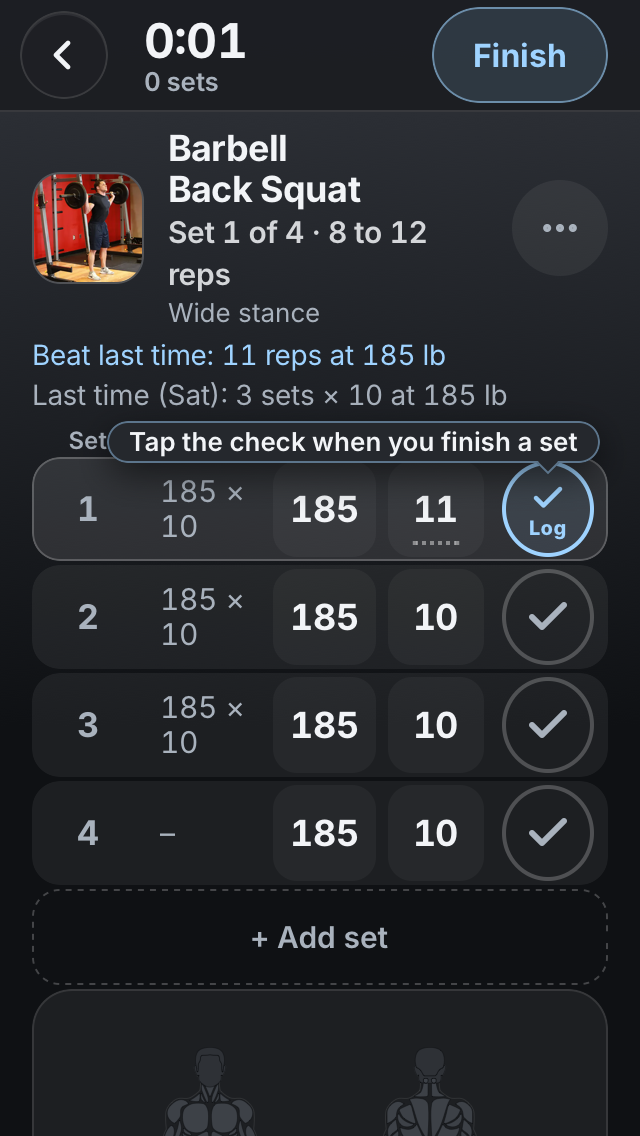 0:01
0 sets
Finish
Barbell
Back Squat
Set 1 of 4 · 8 to 12
reps
Wide stance
Beat last time: 11 reps at 185 lb
Last time (Sat): 3 sets × 10 at 185 lb
Set
Tap the check when you finish a set
1 185 × 10 185 11 Log
2 185 × 10 185 10
3 185 × 10 185 10
4 – 185 10
+ Add set